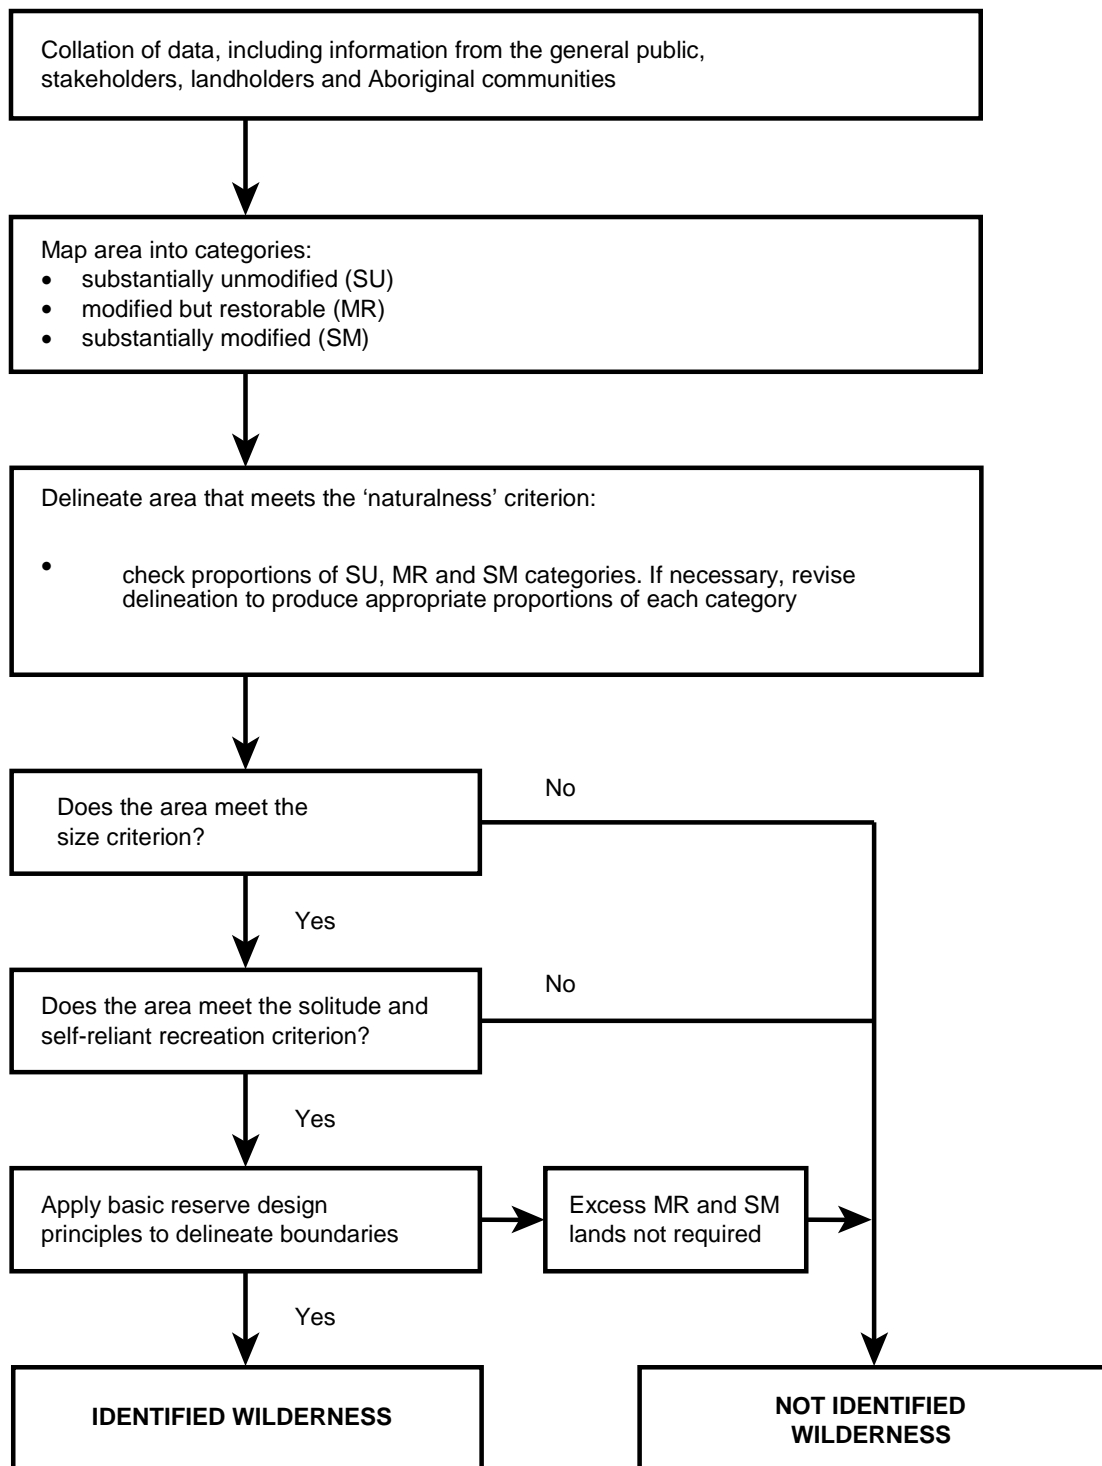 Collation of data, including information from the general public,
stakeholders, landholders and Aboriginal communities
Map area into categories:
• substantially unmodified (SU)
• modified but restorable (MR)
• substantially modified (SM)
Delineate area that meets the ‘naturalness’ criterion:
• check proportions of SU, MR and SM categories. If necessary, revise
delineation to produce appropriate proportions of each category
Does the area meet the
size criterion?
No
Yes
Does the area meet the solitude and
self-reliant recreation criterion?
No
Yes
Apply basic reserve design
principles to delineate boundaries
Excess MR and SM
lands not required
Yes
IDENTIFIED WILDERNESS
NOT IDENTIFIED
WILDERNESS